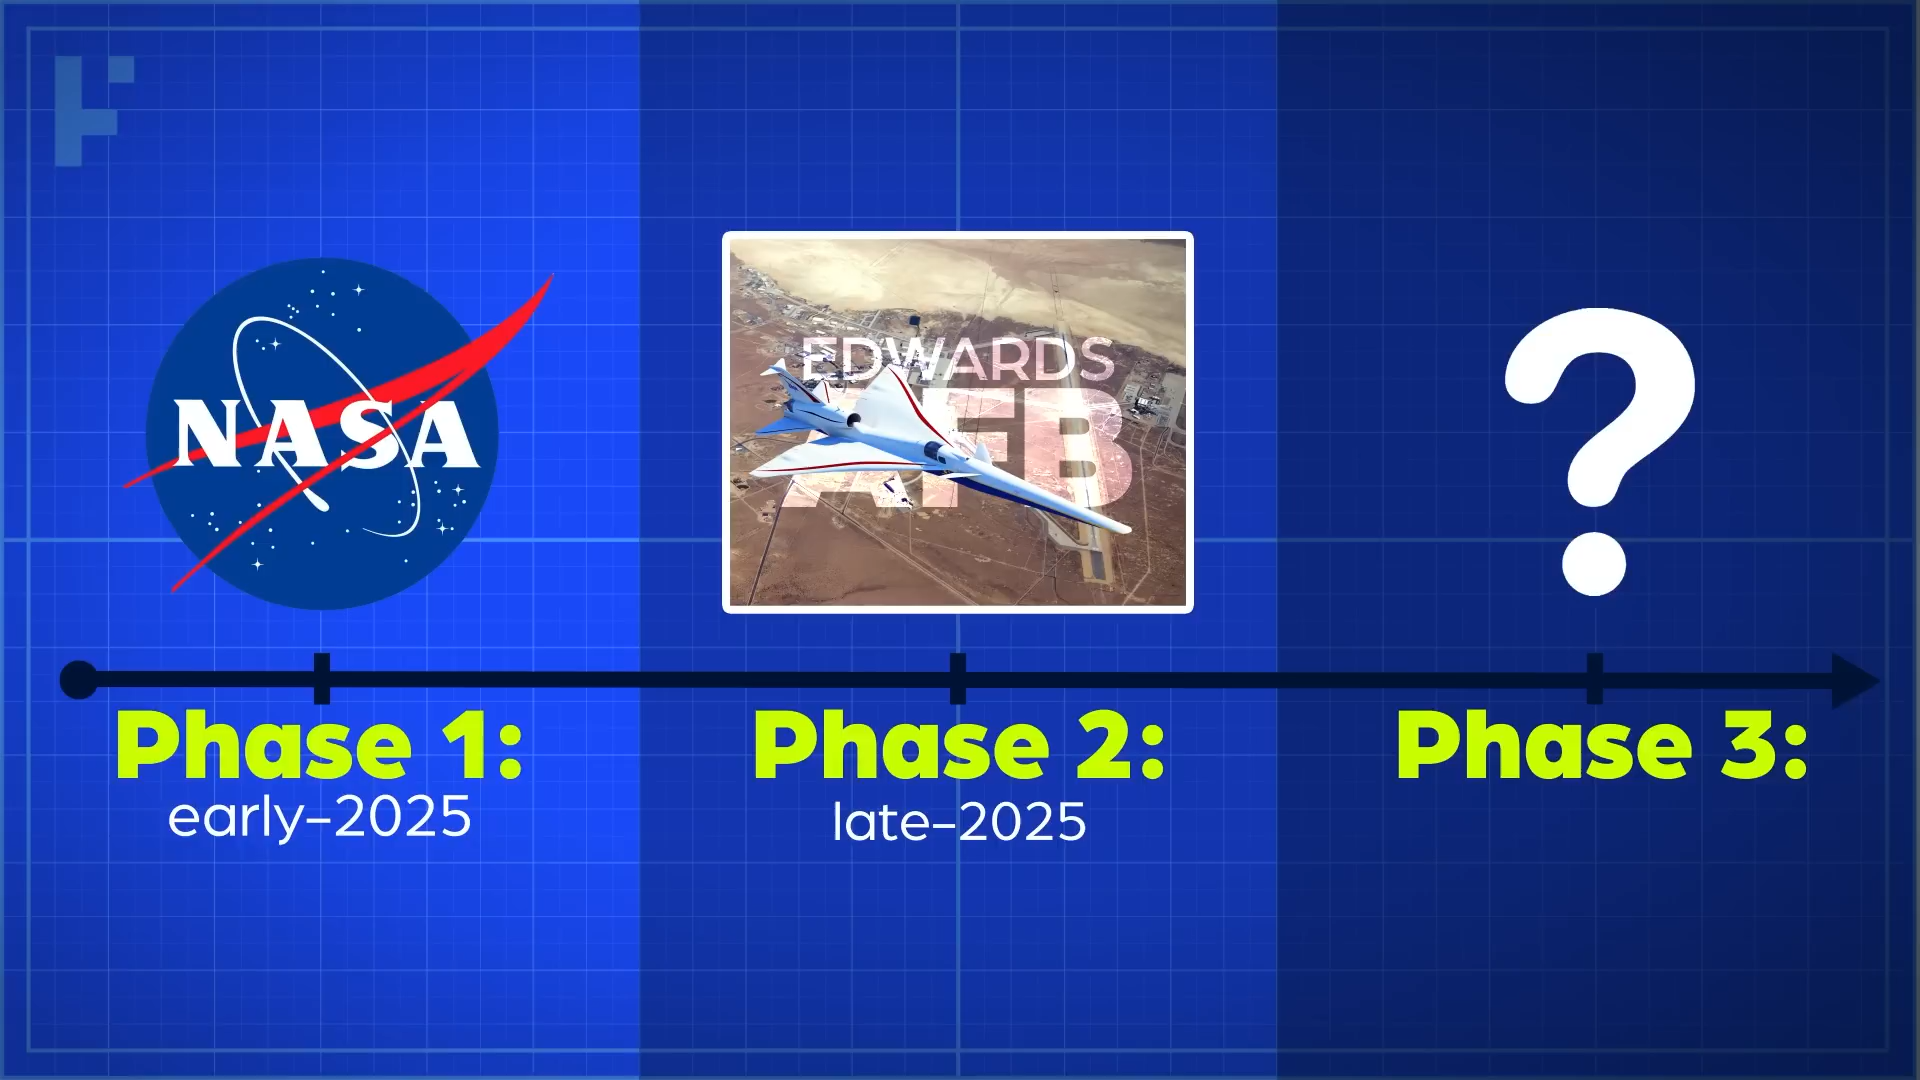 NASA
EDWARDS
AFB
Phase 1:
early-2025
Phase 2:
late-2025
Phase 3:
?